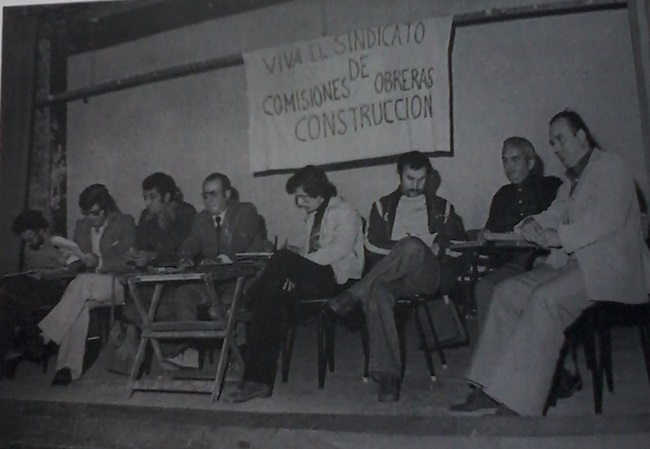 VIVA EL SINDICATO
DE
COMISIONES OBRERAS
CONSTRUCCION